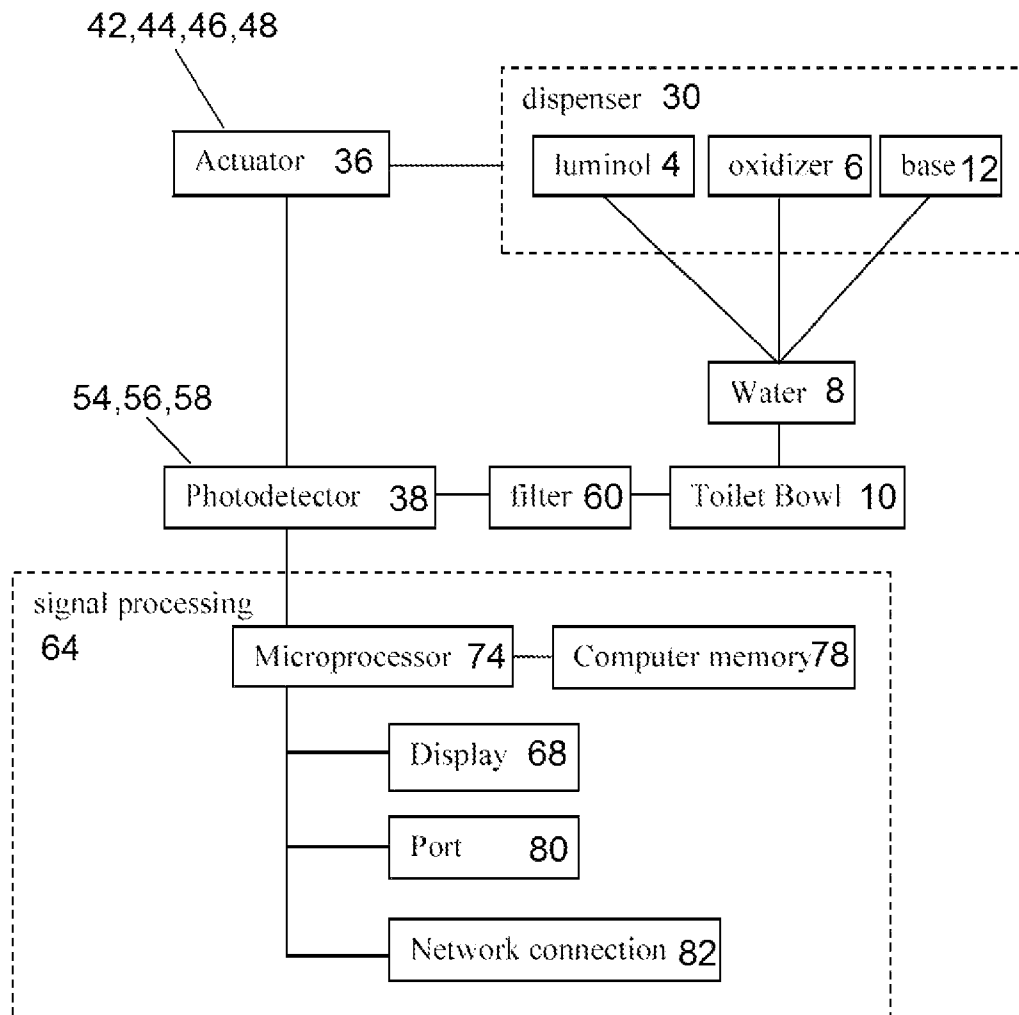 42,44,46,48
dispenser 30
Actuator 36
luminol 4
oxidizer 6
base 12
Water 8
54,56,58
Photodetector 38
filter 60
Toilet Bowl 10
signal processing
64
Microprocessor 74
Computer memory 78
Display 68
Port 80
Network connection 82